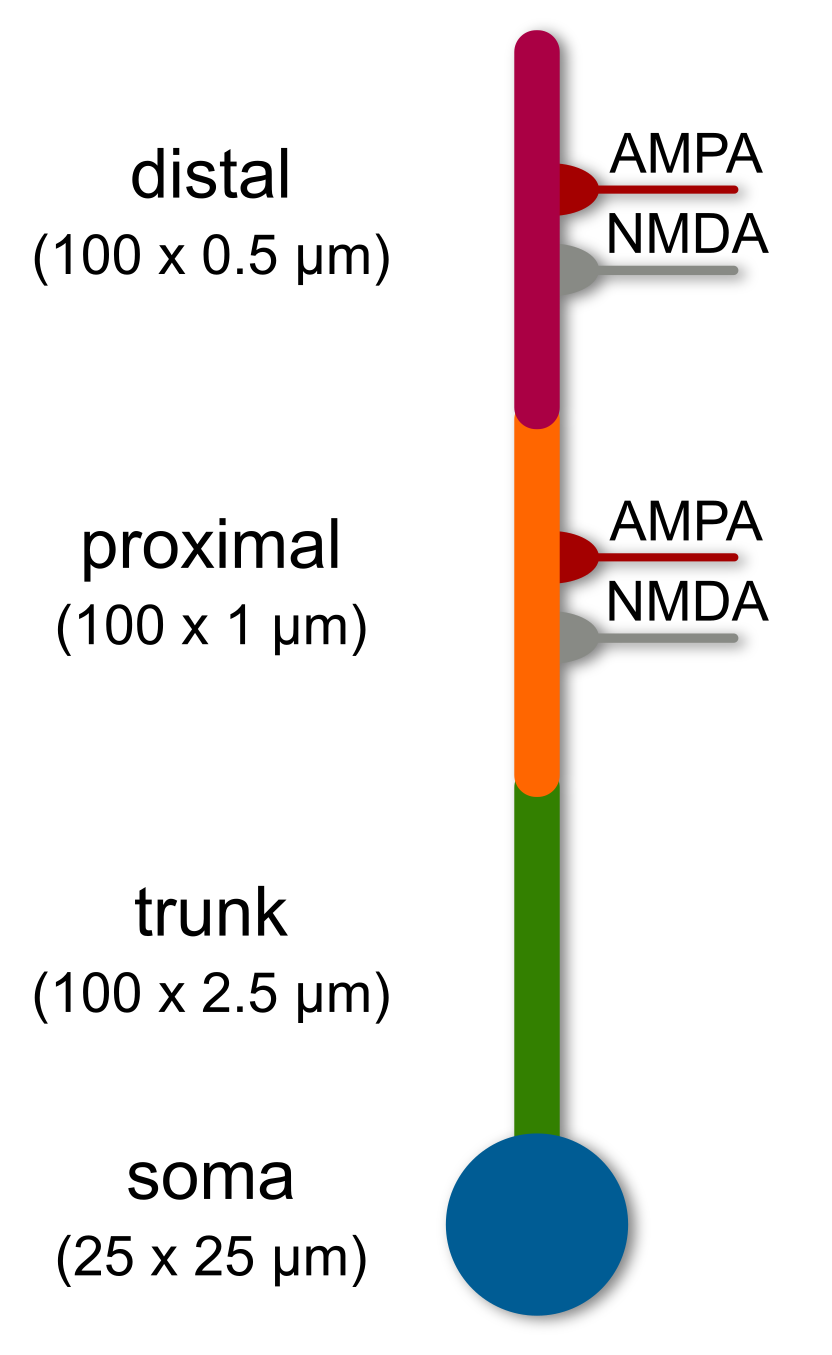 distal
(100 x 0.5 µm)
AMPA
NMDA
proximal
(100 x 1 µm)
AMPA
NMDA
trunk
(100 x 2.5 µm)
soma
(25 x 25 µm)